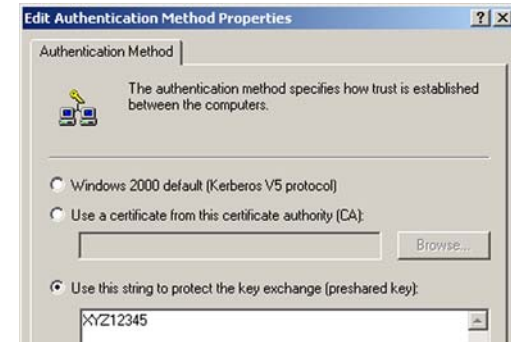 Edit Authentication Method Properties
Authentication Method
The authentication method specifies how trust is established
between the computers.
Windows 2000 default (Kerberos V5 protocol)
Use a certificate from this certificate authority (CA):
Browse...
Use this string to protect the key exchange (preshared key):
XYZ12345